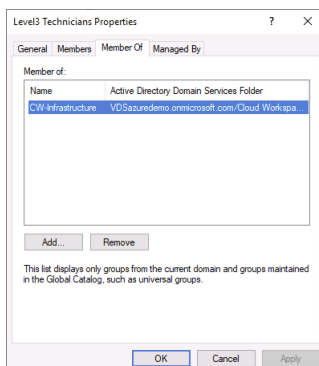 Level3 Technicians Properties ? ×
General Members Member Of Managed By
Member of:
Name Active Directory Domain Services Folder
CW-Infrastructure VDSazuredemo.onmicrosoft.com/Cloud Workspa...
Add... Remove
This list displays only groups from the current domain and groups maintained
in the Global Catalog, such as universal groups.
OK Cancel Apply